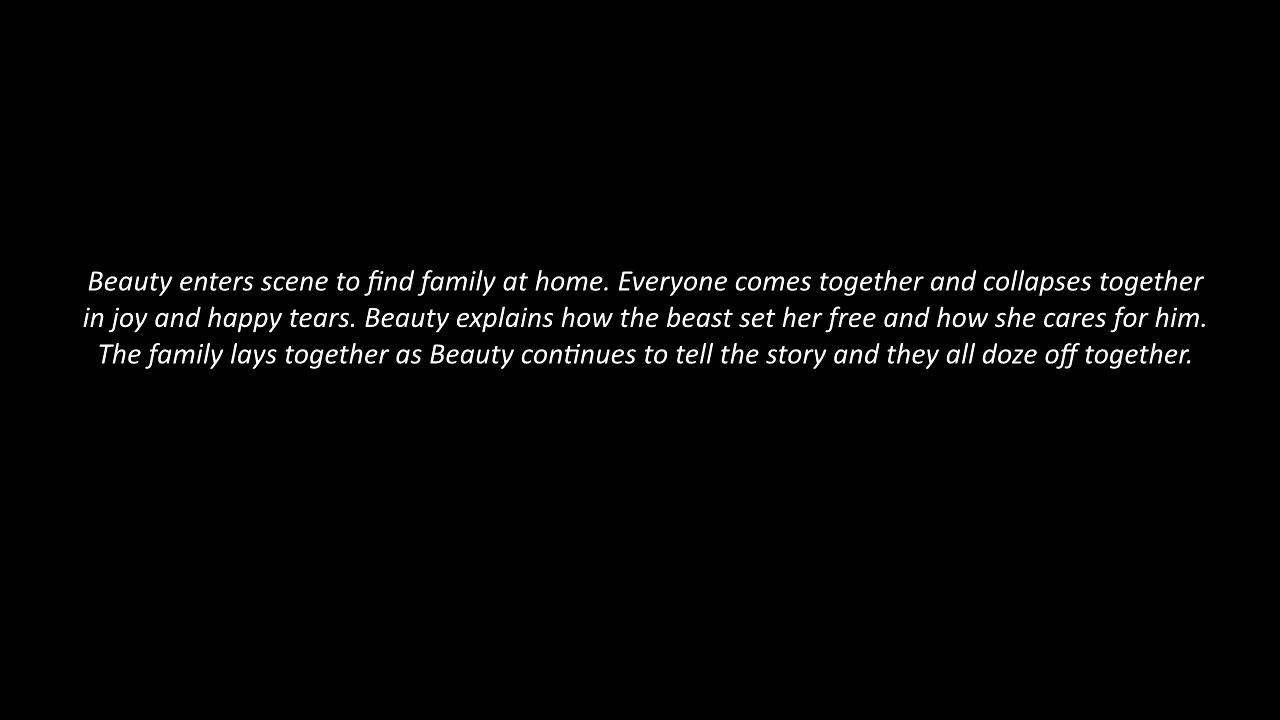 Beauty enters scene to find family at home. Everyone comes together and collapses together
in joy and happy tears. Beauty explains how the beast set her free and how she cares for him.
The family lays together as Beauty continues to tell the story and they all doze off together.